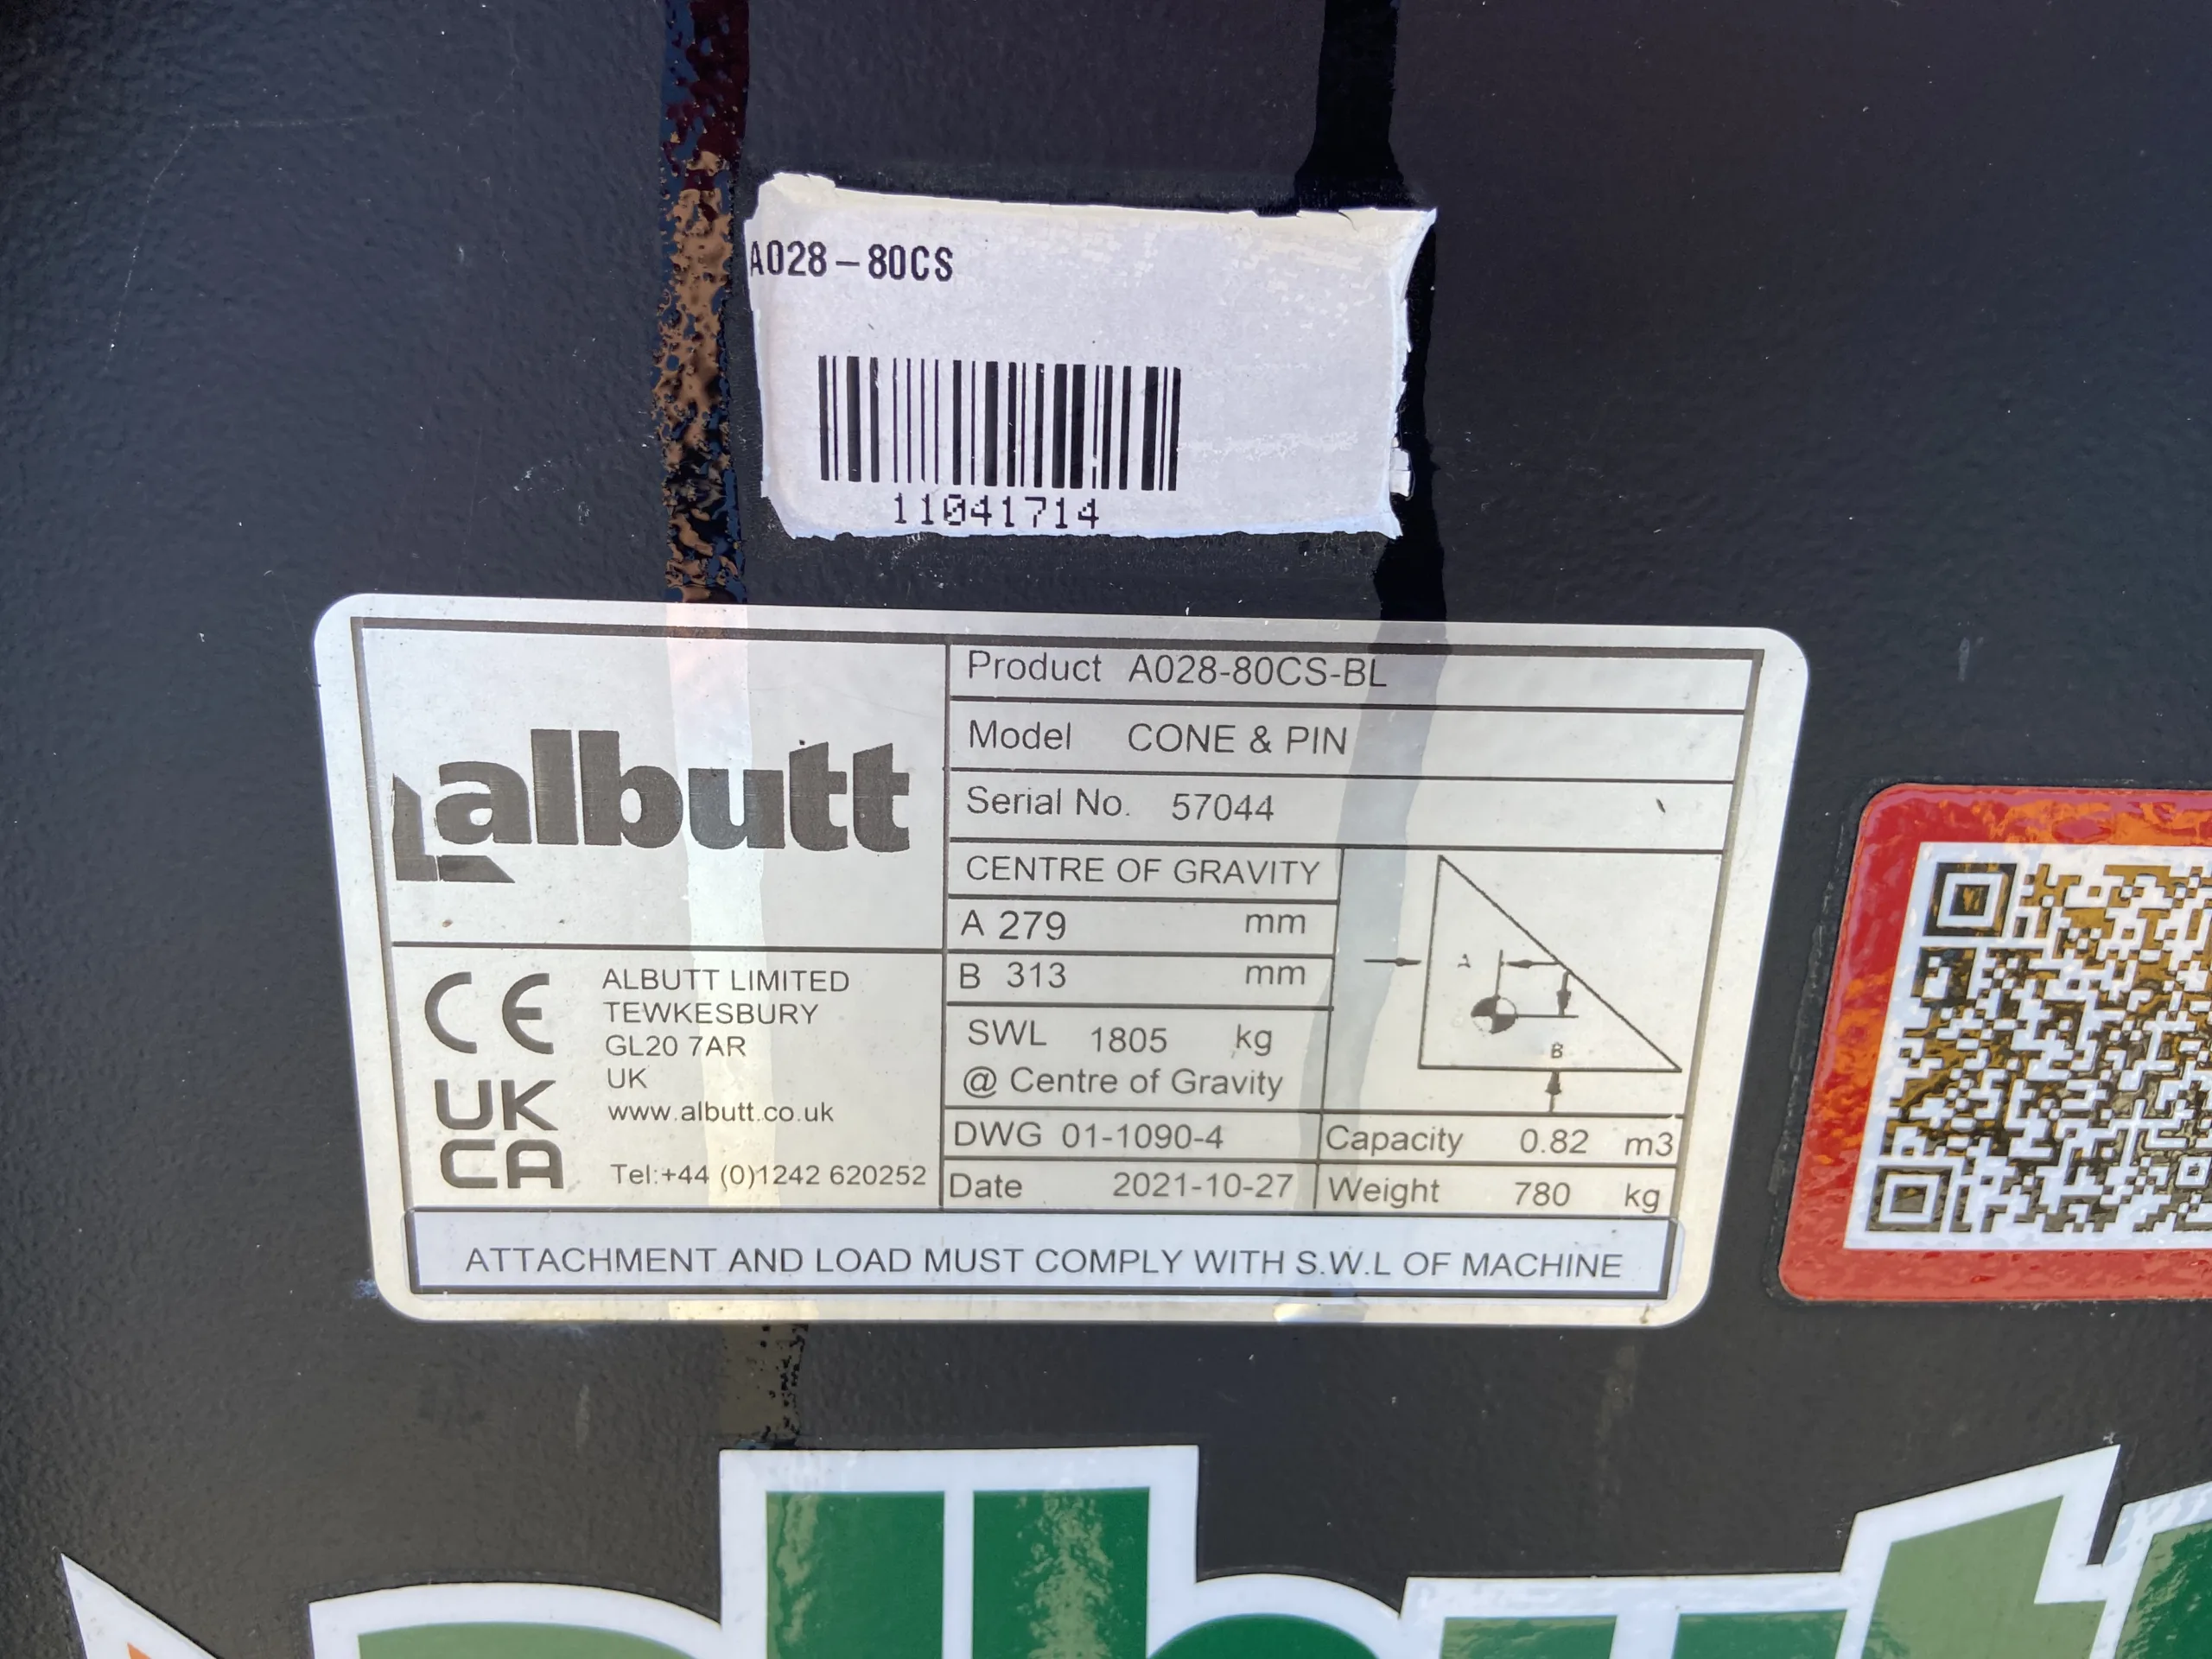 A028-80CS
11041714
albutt
Product A028-80CS-BL
Model CONE & PIN
Serial No. 57044
CENTRE OF GRAVITY
A 279 mm
B 313 mm
SWL 1805 kg
@ Centre of Gravity
A
B
DWG 01-1090-4 Capacity 0.82 m3
Date 2021-10-27 Weight 780 kg
CE
UK
CA
ALBUTT LIMITED
TEWKESBURY
GL20 7AR
UK
www.albutt.co.uk
Tel:+44 (0)1242 620252
ATTACHMENT AND LOAD MUST COMPLY WITH S.W.L OF MACHINE
albutt